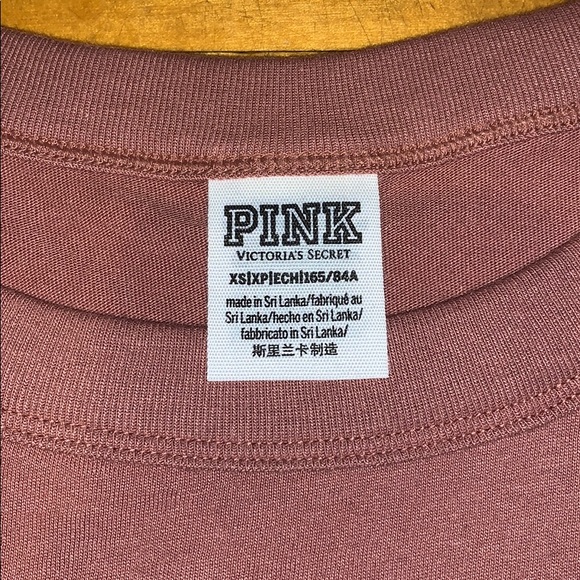 PINK
VICTORIA'S SECRET
XS|XP|ECH|165/84A
made in Sri Lanka/fabriqué au
Sri Lanka/hecho en Sri Lanka/
fabbricato in Sri Lanka/
斯里兰卡制造